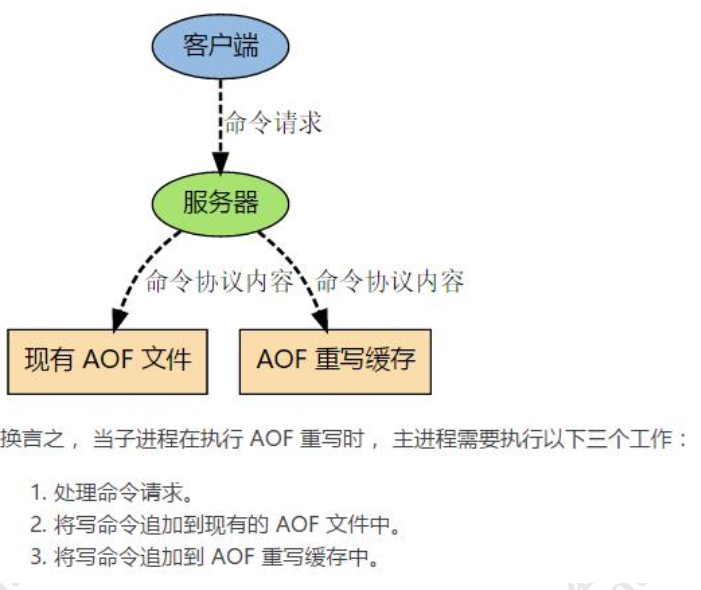 客户端
命令请求
服务器
命令协议内容 命令协议内容
现有 AOF 文件 AOF 重写缓存
换言之， 当子进程在执行 AOF 重写时， 主进程需要执行以下三个工作：
1. 处理命令请求。
2. 将写命令追加到现有的 AOF 文件中。
3. 将写命令追加到 AOF 重写缓存中。